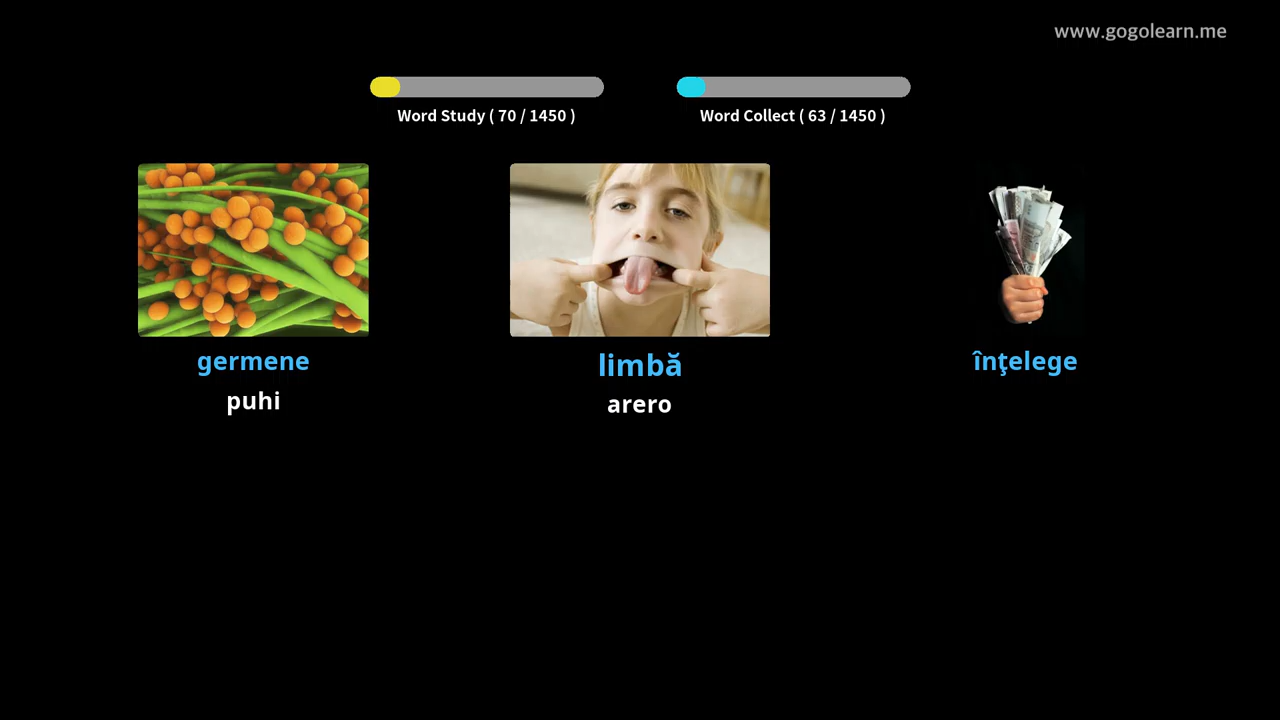 www.gogolearn.me
Word Study ( 70 / 1450 )
Word Collect ( 63 / 1450 )
germene
limbă
înţelege
puhi
arero